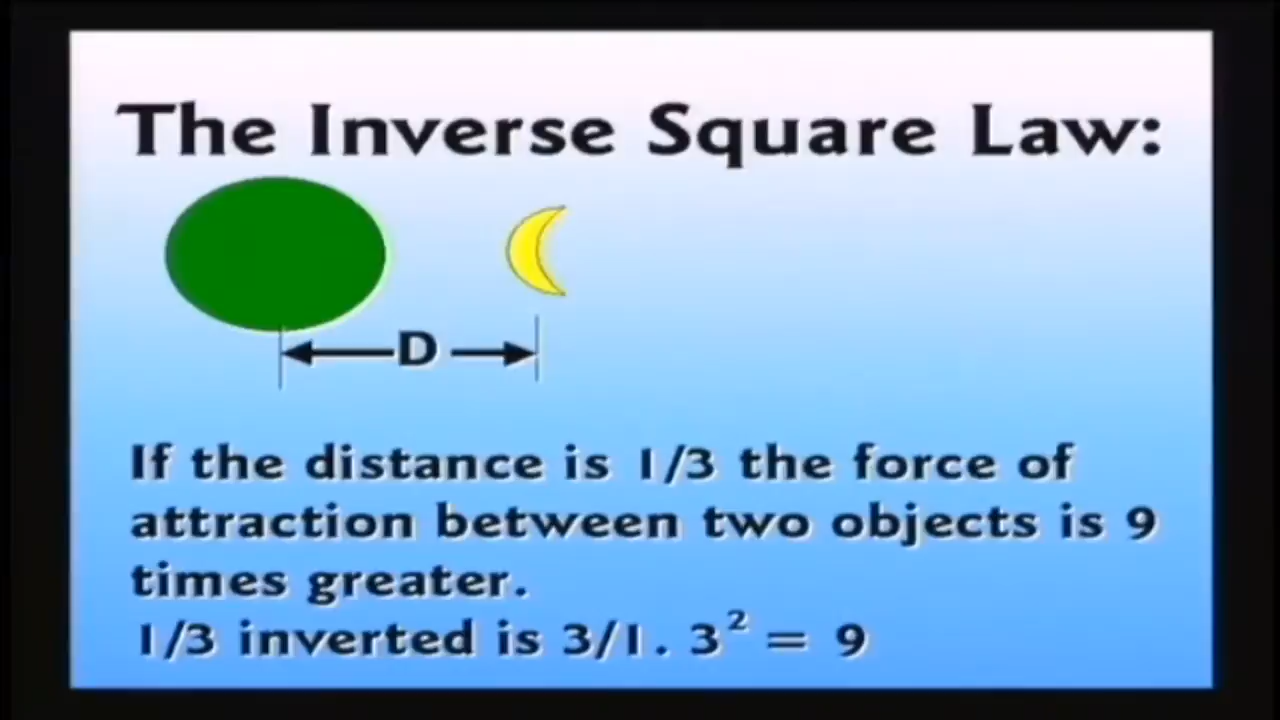 The Inverse Square Law:
D
If the distance is 1/3 the force of
attraction between two objects is 9
times greater.
1/3 inverted is 3/1. 3² = 9